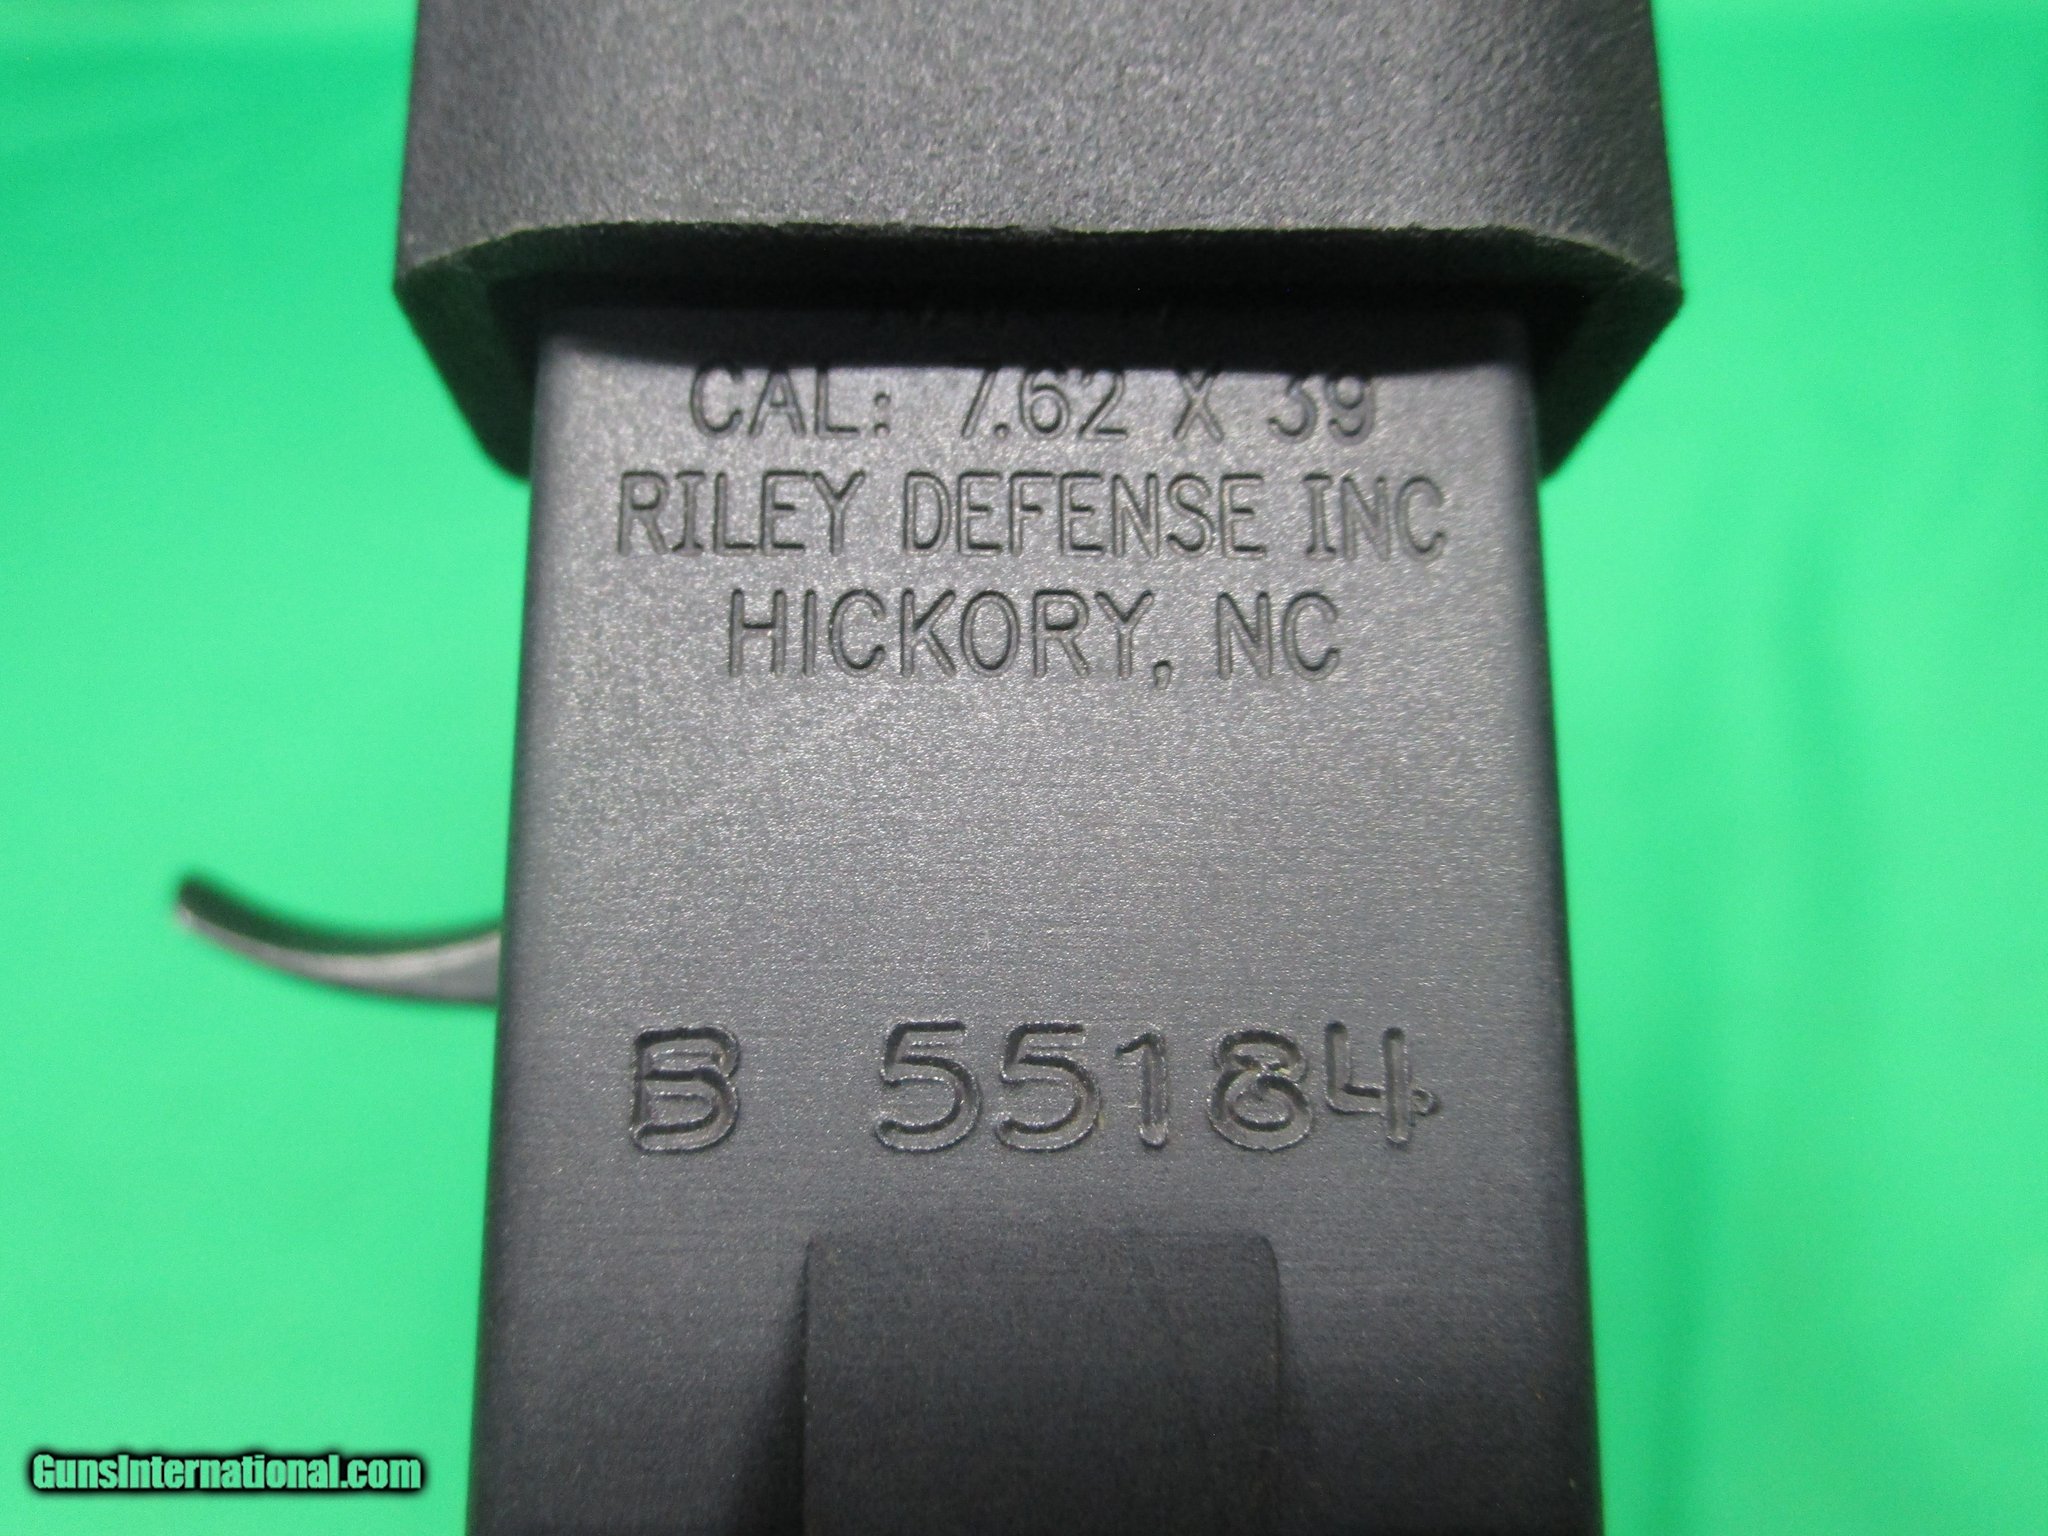 CAL: 7.62 X 39
RILEY DEFENSE INC
HICKORY, NC
B 55184
GunsInternational.com